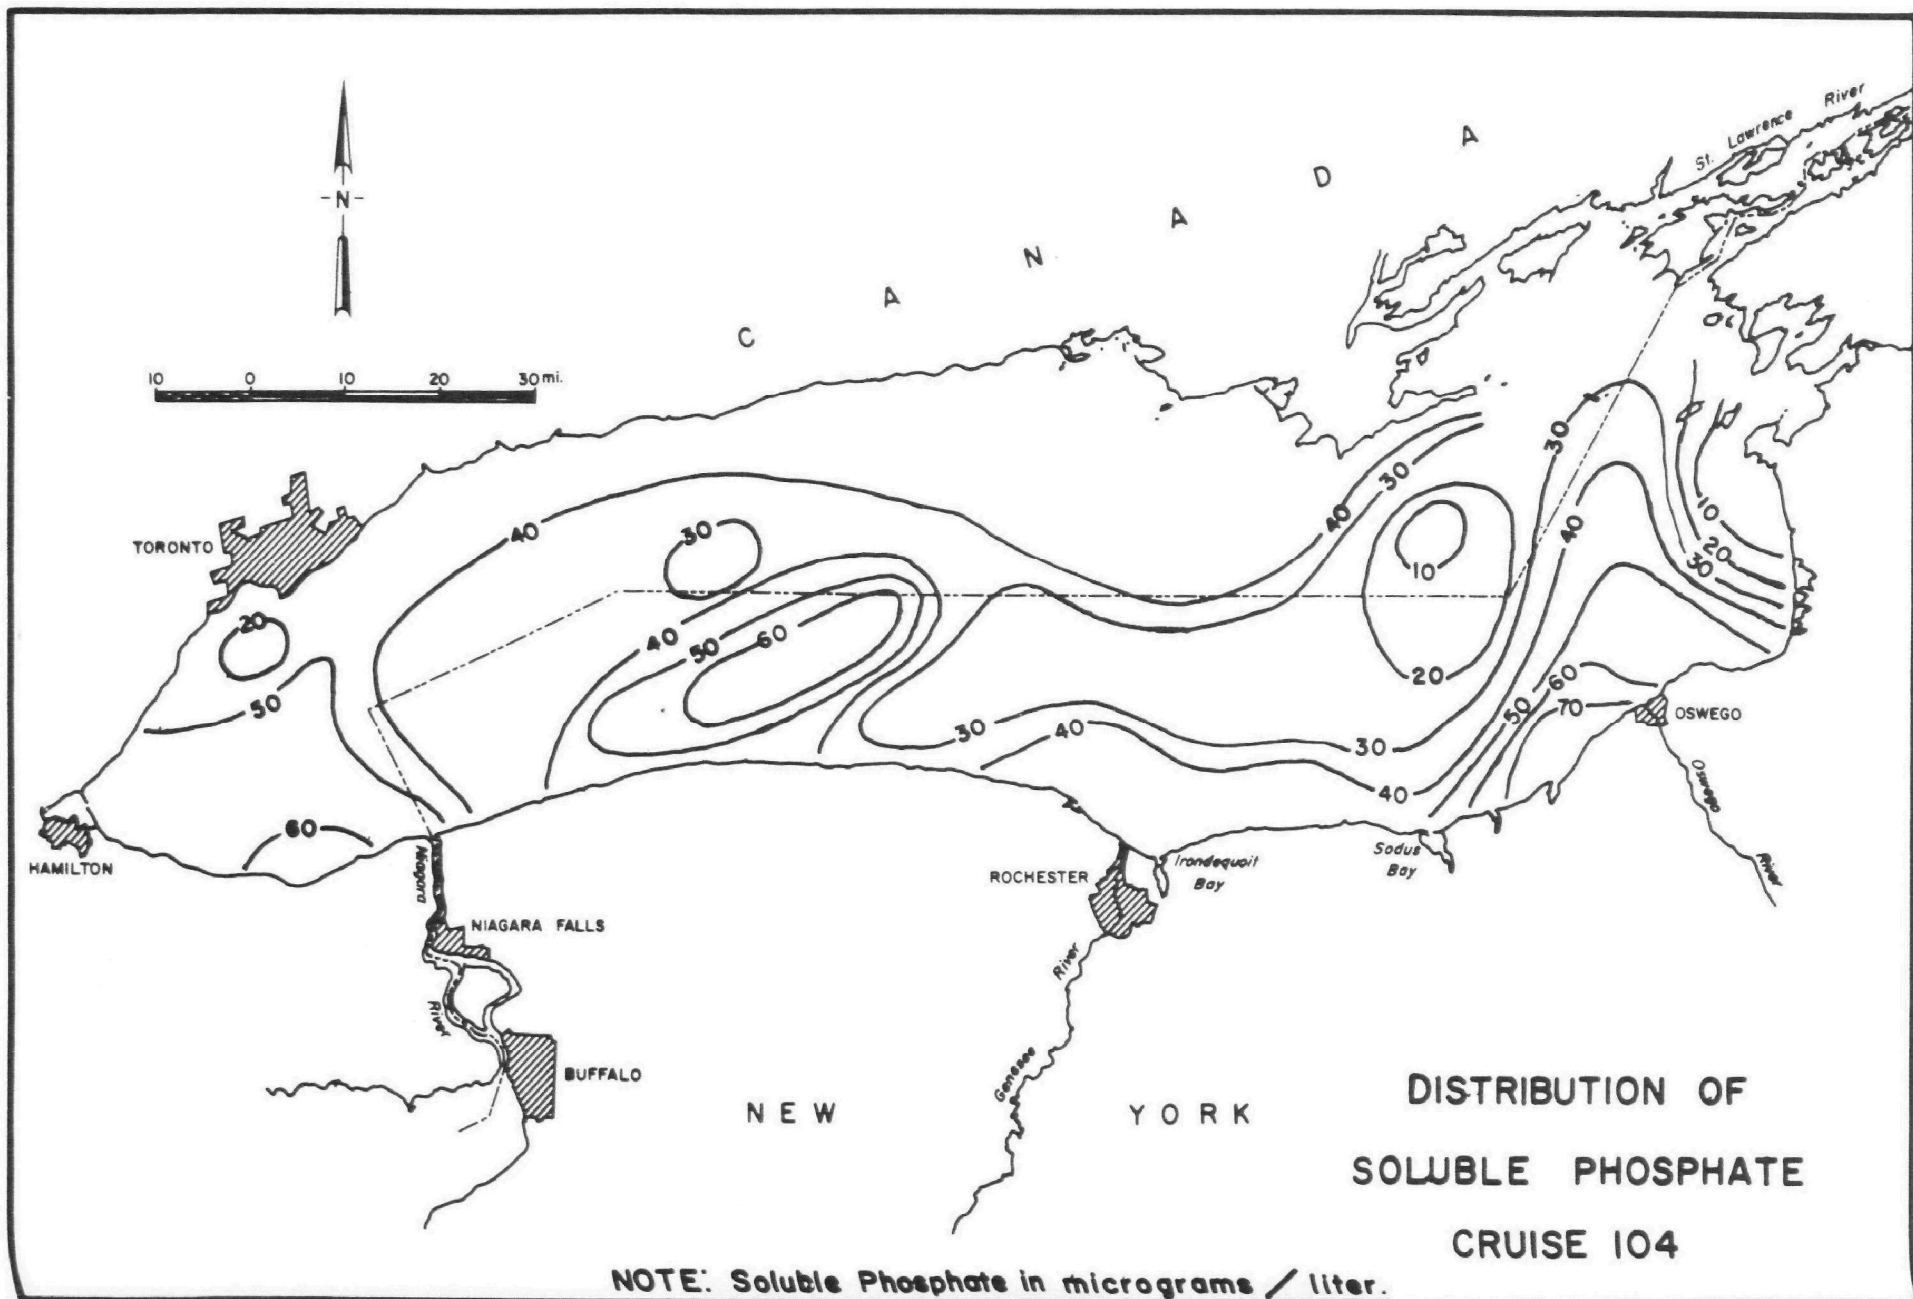 St. Lawrence River
C A N A D A
-N-
10 0 10 20 30 mi.
TORONTO
40
30
40
30
30
10
20
50
40
50
60
20
40
10
20
30
20
50
60
70
OSWEGO
30
40
30
40
60
HAMILTON
Niagara River
NIAGARA FALLS
BUFFALO
ROCHESTER
Irondequoit
Bay
Sodus
Bay
Oswego River
Genesee River
NEW YORK
DISTRIBUTION OF
SOLUBLE PHOSPHATE
CRUISE 104
NOTE: Soluble Phosphate in micrograms / liter.